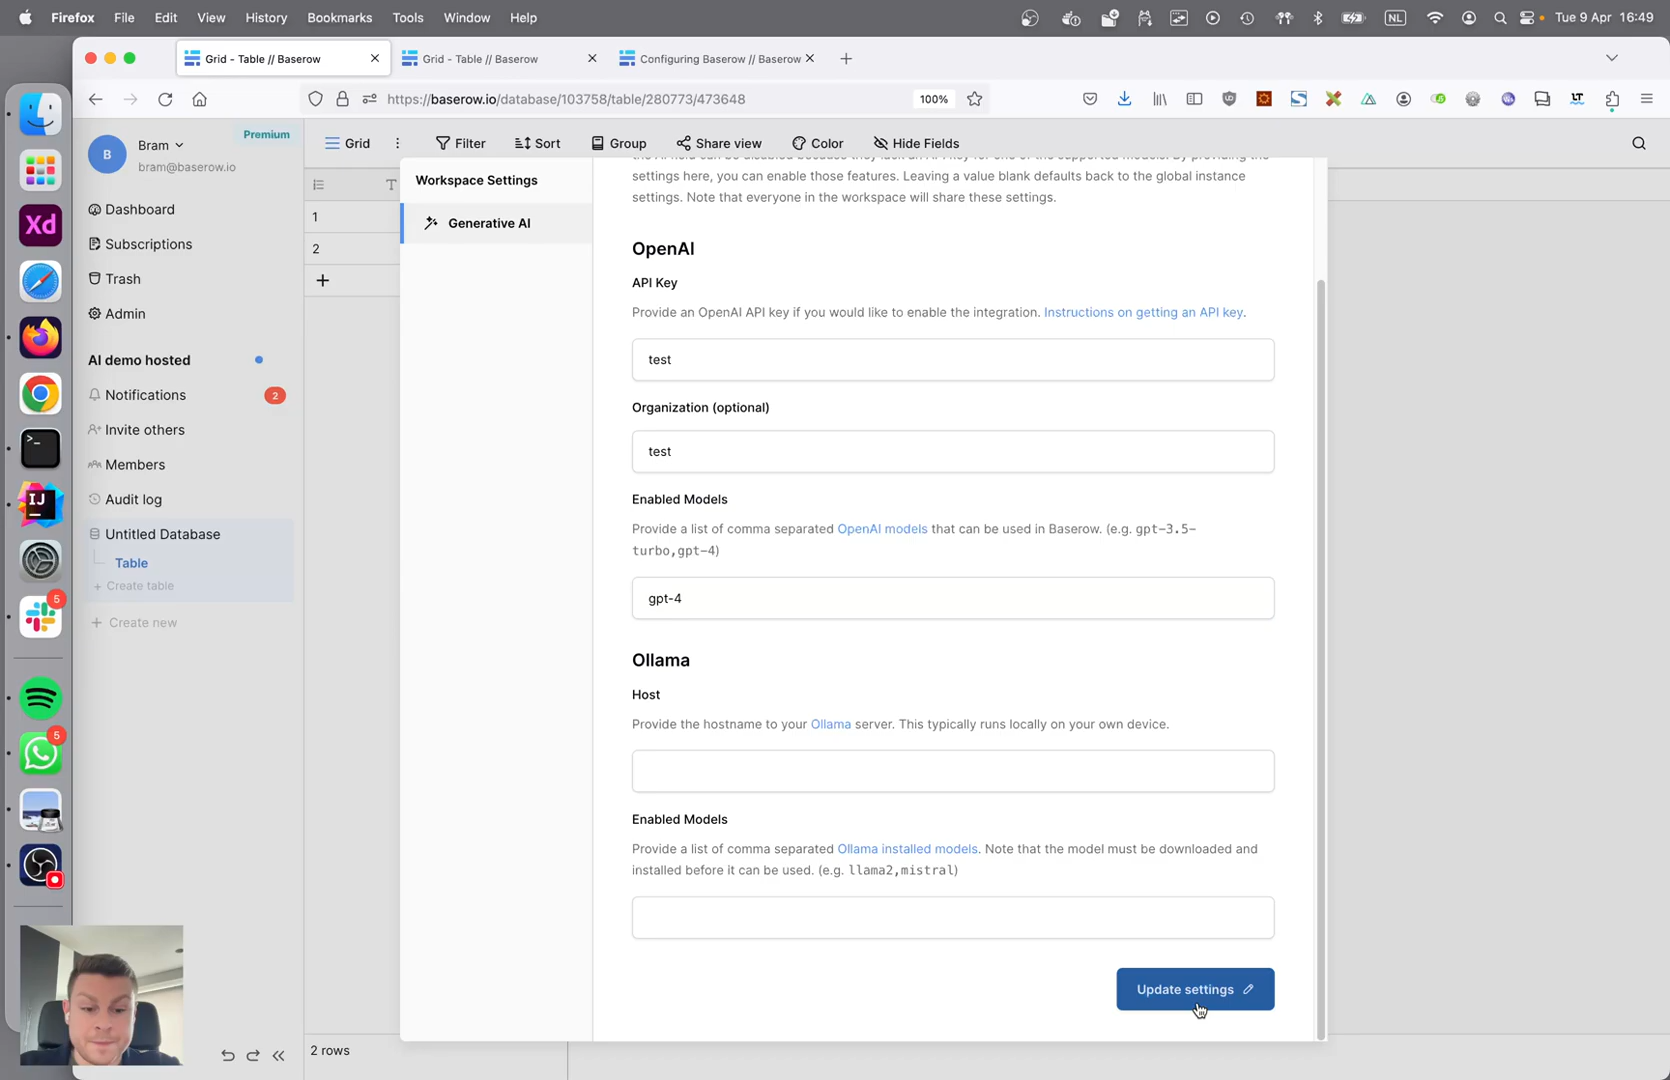 Firefox File Edit View History Bookmarks Tools Window Help NL Tue 9 Apr 16:49
Grid - Table // Baserow Grid - Table // Baserow Configuring Baserow // Baserow
https://baserow.io/database/103758/table/280773/473648 100%
B Bram Premium
bram@baserow.io
Grid Filter Sort Group Share view Color Hide Fields
Dashboard
Subscriptions
Trash
Admin
AI demo hosted
Notifications 2
Invite others
Members
Audit log
Untitled Database
Table
+ Create table
+ Create new
1
2
+
2 rows
Workspace Settings
Generative AI
settings here, you can enable those features. Leaving a value blank defaults back to the global instance
settings. Note that everyone in the workspace will share these settings.
OpenAI
API Key
Provide an OpenAI API key if you would like to enable the integration. Instructions on getting an API key.
test
Organization (optional)
test
Enabled Models
Provide a list of comma separated OpenAI models that can be used in Baserow. (e.g. gpt-3.5-
turbo,gpt-4)
gpt-4
Ollama
Host
Provide the hostname to your Ollama server. This typically runs locally on your own device.
Enabled Models
Provide a list of comma separated Ollama installed models. Note that the model must be downloaded and
installed before it can be used. (e.g. llama2,mistral)
Update settings
Xd
IJ
5
5